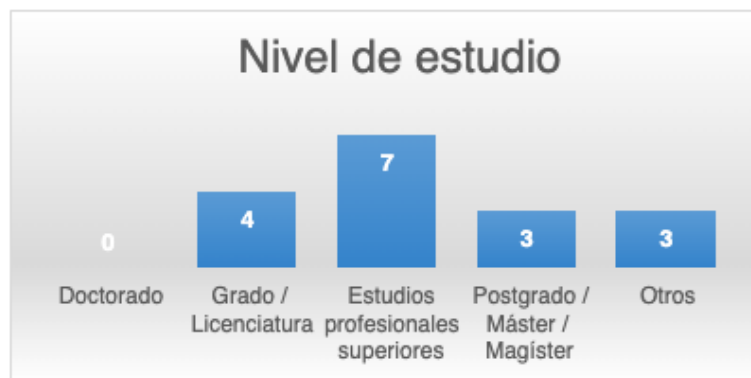 Nivel de estudio
7
4
0
3
3
Doctorado
Grado /
Licenciatura
Estudios
profesionales
superiores
Postgrado /
Máster /
Magíster
Otros